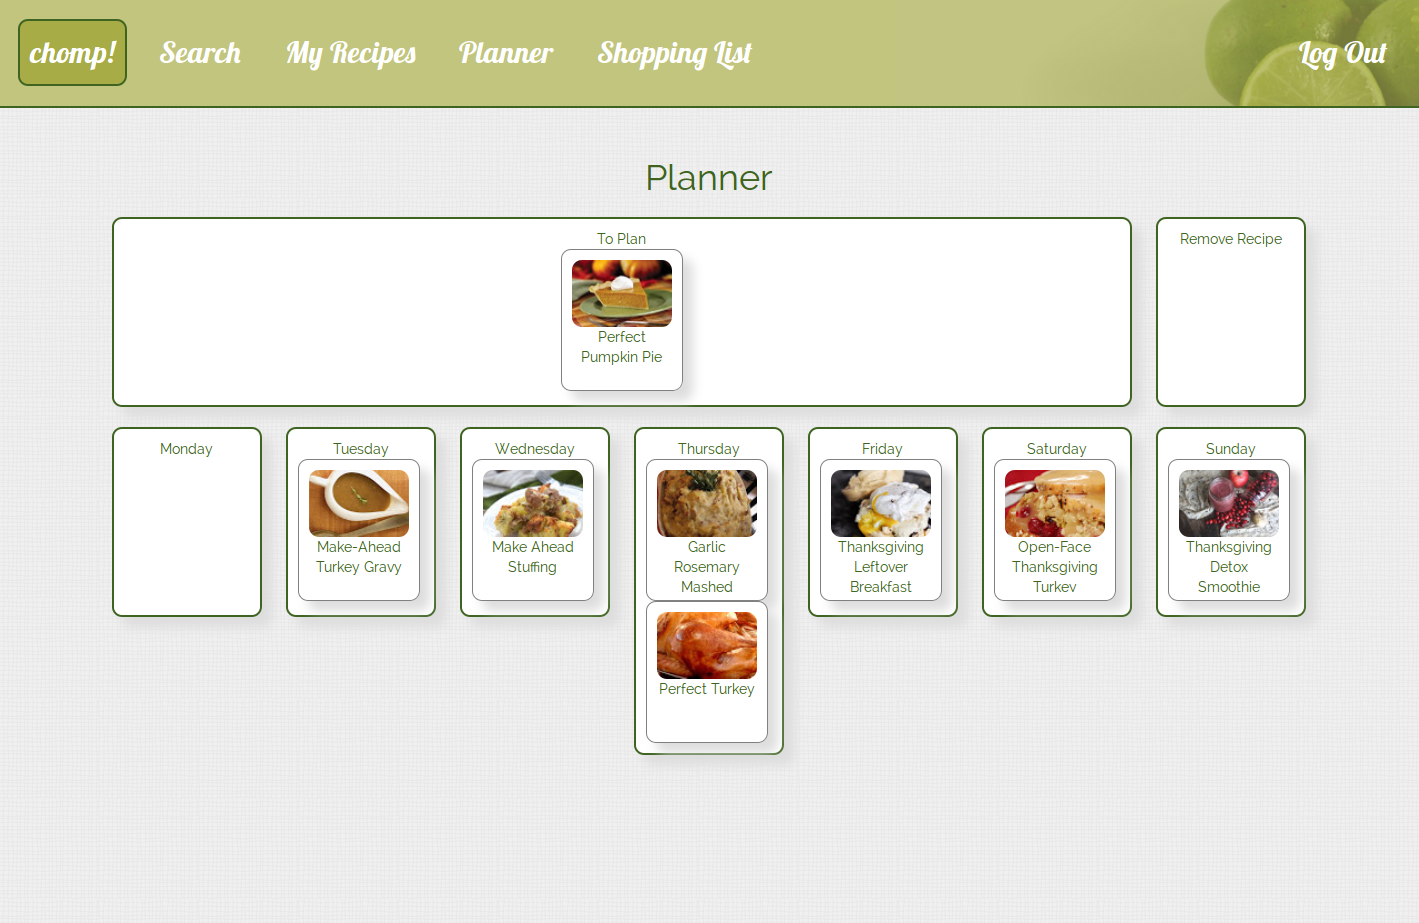 chomp!
Search
My Recipes
Planner
Shopping List
Log Out
Planner
To Plan
Perfect
Pumpkin Pie
Remove Recipe
Monday
Tuesday
Make-Ahead
Turkey Gravy
Wednesday
Make Ahead
Stuffing
Thursday
Garlic
Rosemary
Mashed
Perfect Turkey
Friday
Thanksgiving
Leftover
Breakfast
Saturday
Open-Face
Thanksgiving
Turkey
Sunday
Thanksgiving
Detox
Smoothie